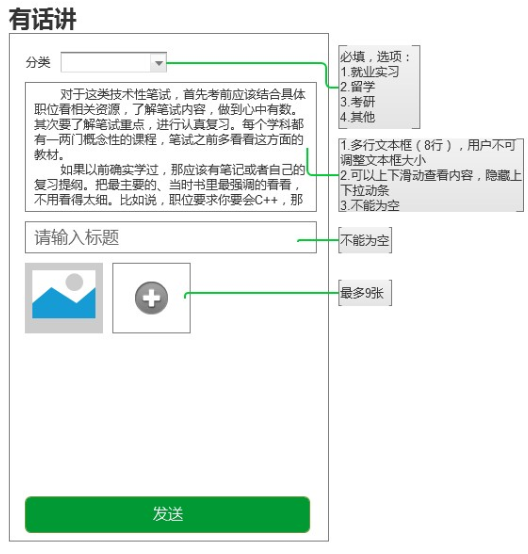 有话讲
分类
对于这类技术性笔试，首先考前应该结合具体
职位看相关资源，了解笔试内容，做到心中有数。
其次要了解笔试重点，进行认真复习。每个学科都
有一两门概念性的课程，笔试之前多看看这方面的
教材。
如果以前确实学过，那应该有笔记或者自己的
复习提纲。把最主要的、当时书里最强调的看看，
不用看得太细。比如说，职位要求你要会C++，那
请输入标题
发送
必填，选项：
1.就业实习
2.留学
3.考研
4.其他
1.多行文本框（8行），用户不可
调整文本框大小
2.可以上下滑动查看内容，隐藏上
下拉动条
3.不能为空
不能为空
最多9张